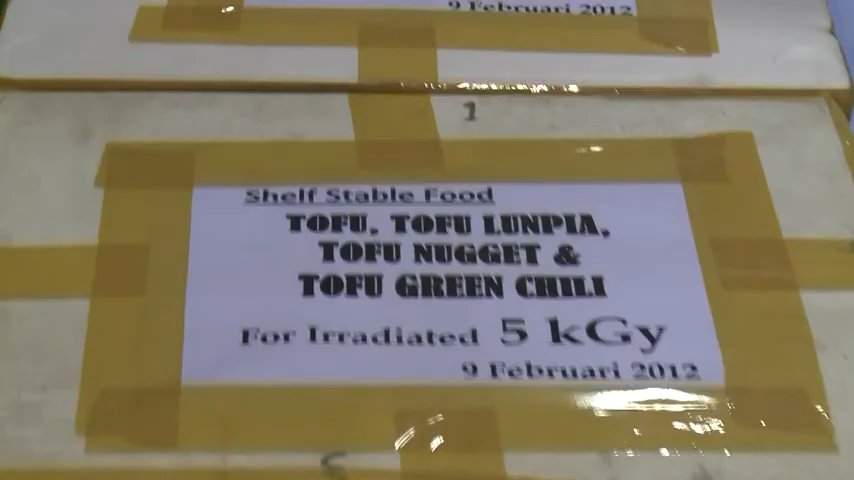 9 Februari 2012
1
Shelf Stable Food
TOFU, TOFU LUNPIA,
TOFU NUGGET &
TOFU GREEN CHILI
For Irradiated 5 kGy
9 Februari 2012